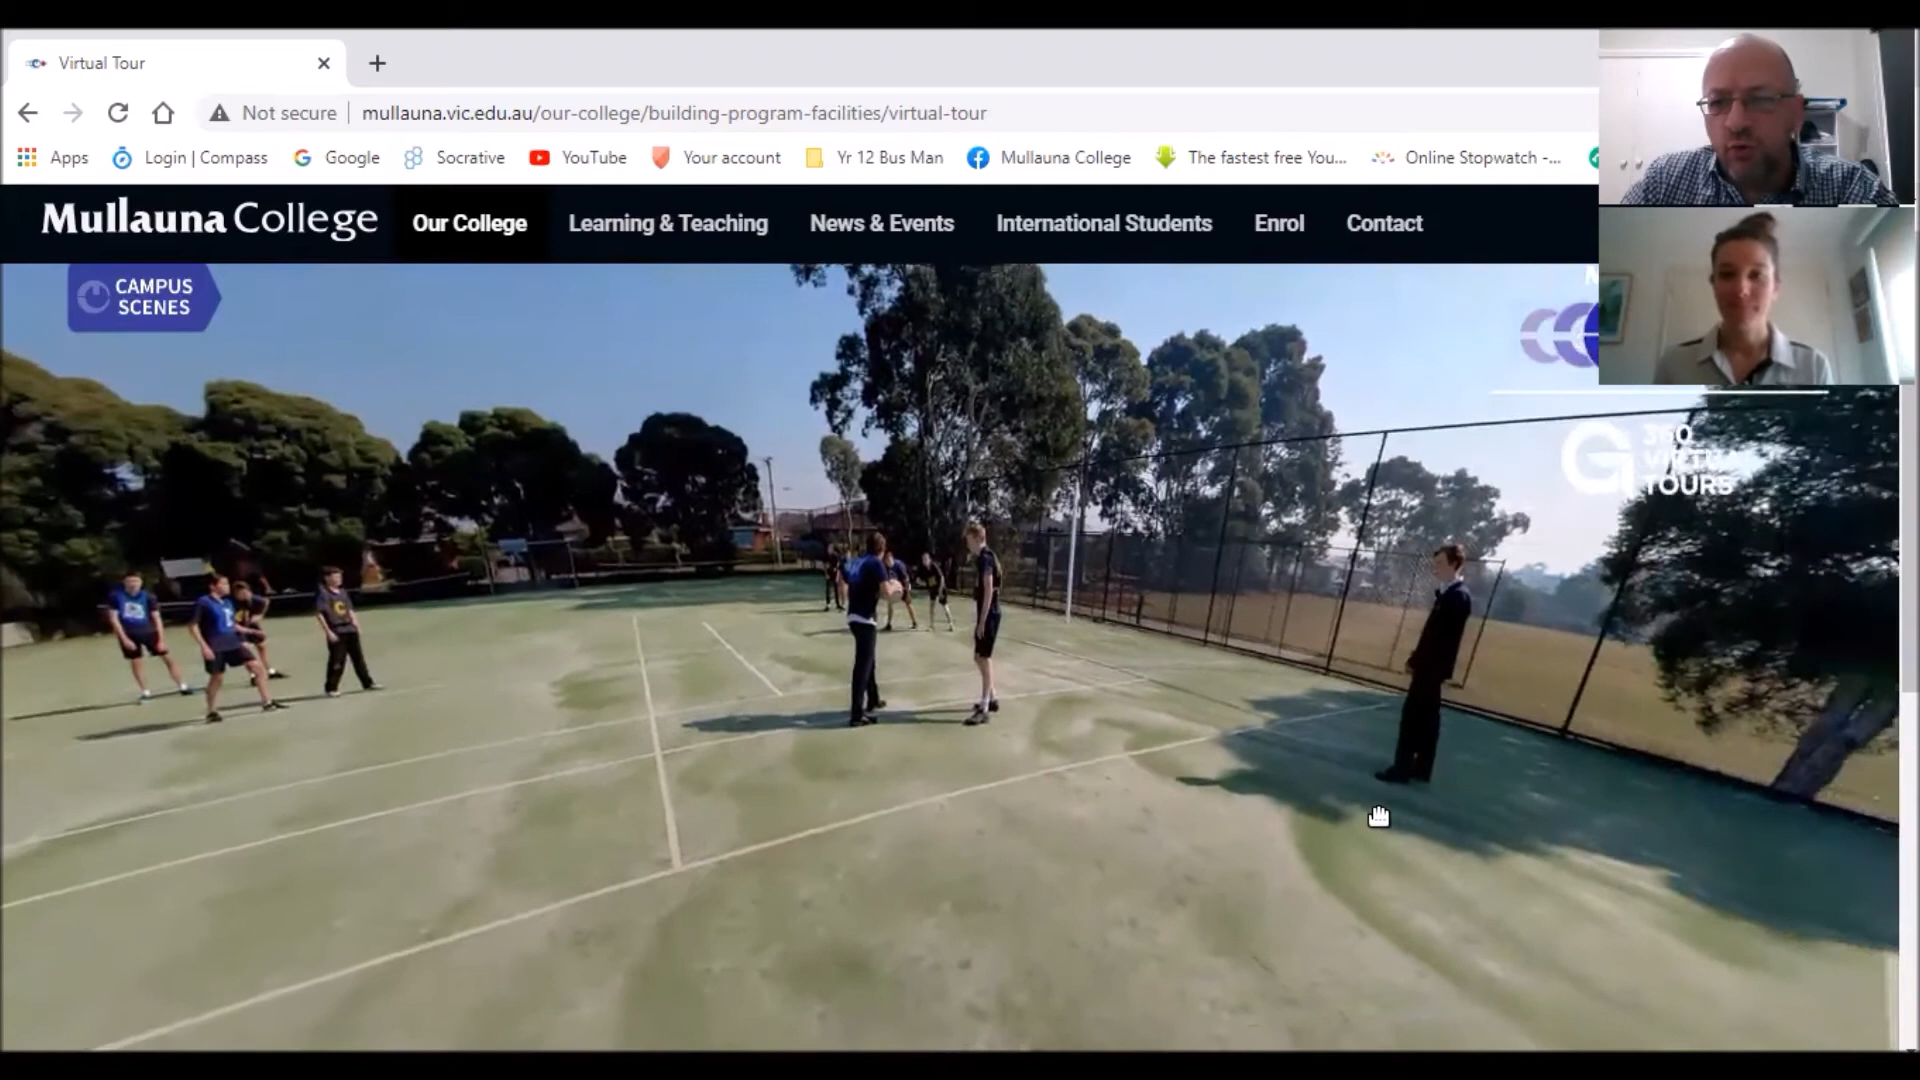 Virtual Tour
Not secure mullauna.vic.edu.au/our-college/building-program-facilities/virtual-tour
Apps Login | Compass Google Socrative YouTube Your account Yr 12 Bus Man Mullauna College The fastest free You... Online Stopwatch -...
Mullauna College Our College Learning & Teaching News & Events International Students Enrol Contact
CAMPUS
SCENES
360
TOURS
C